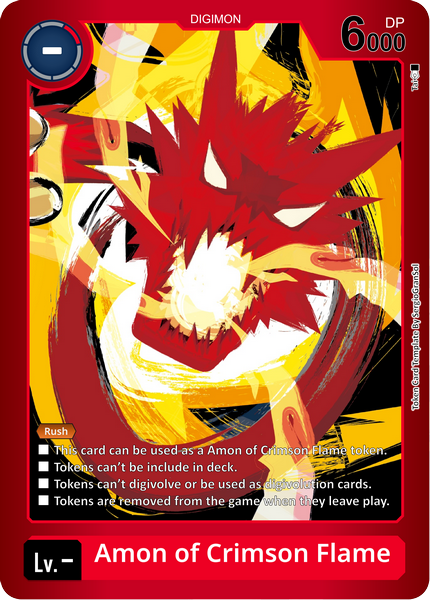 DIGIMON
-
DP
6000
Token Card Template By SergioGranSol
Rush
■ This card can be used as a Amon of Crimson Flame token.
■ Tokens can't be include in deck.
■ Tokens can't digivolve or be used as digivolution cards.
■ Tokens are removed from the game when they leave play.
Lv.-
Amon of Crimson Flame